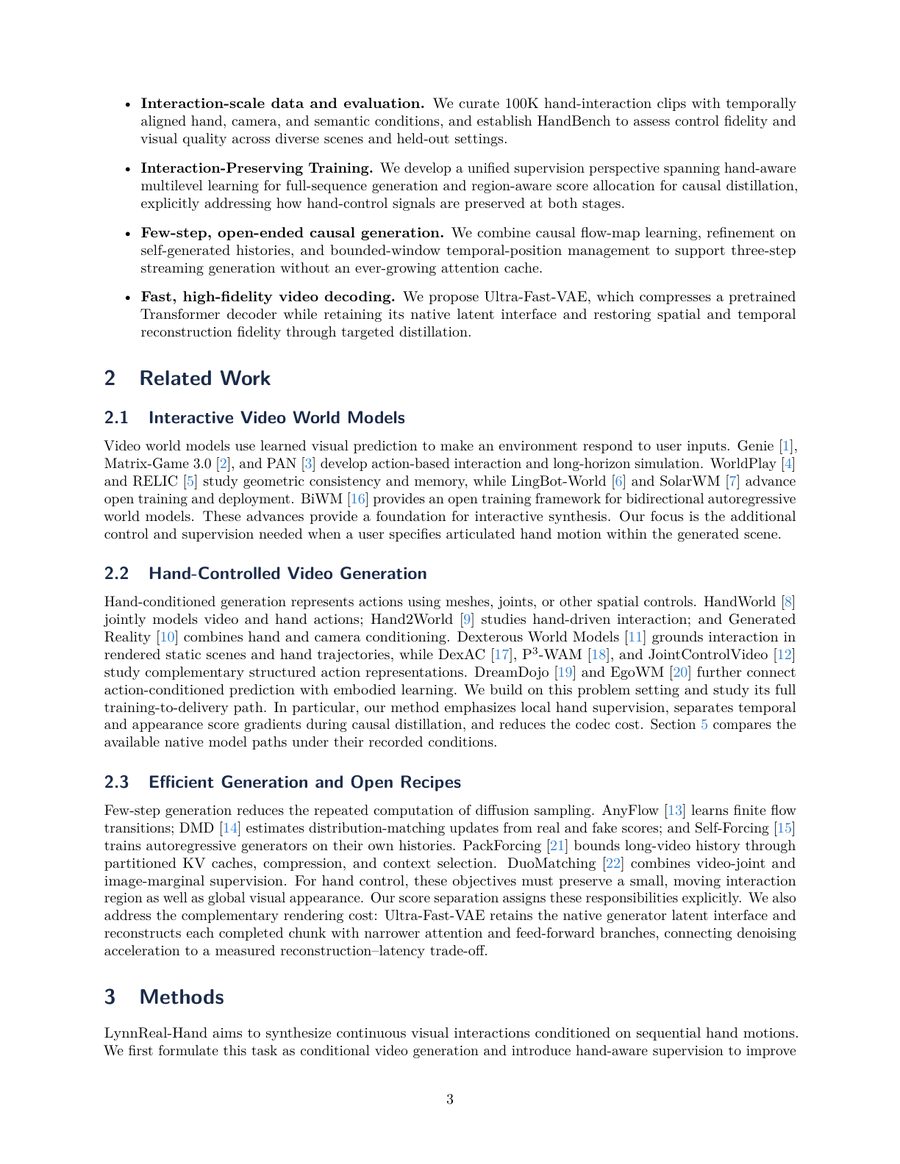 • Interaction-scale data and evaluation. We curate 100K hand-interaction clips with temporally
aligned hand, camera, and semantic conditions, and establish HandBench to assess control fidelity and
visual quality across diverse scenes and held-out settings.
• Interaction-Preserving Training. We develop a unified supervision perspective spanning hand-aware
multilevel learning for full-sequence generation and region-aware score allocation for causal distillation,
explicitly addressing how hand-control signals are preserved at both stages.
• Few-step, open-ended causal generation. We combine causal flow-map learning, refinement on
self-generated histories, and bounded-window temporal-position management to support three-step
streaming generation without an ever-growing attention cache.
• Fast, high-fidelity video decoding. We propose Ultra-Fast-VAE, which compresses a pretrained
Transformer decoder while retaining its native latent interface and restoring spatial and temporal
reconstruction fidelity through targeted distillation.
2 Related Work
2.1 Interactive Video World Models
Video world models use learned visual prediction to make an environment respond to user inputs. Genie [1],
Matrix-Game 3.0 [2], and PAN [3] develop action-based interaction and long-horizon simulation. WorldPlay [4]
and RELIC [5] study geometric consistency and memory, while LingBot-World [6] and SolarWM [7] advance
open training and deployment. BiWM [16] provides an open training framework for bidirectional autoregressive
world models. These advances provide a foundation for interactive synthesis. Our focus is the additional
control and supervision needed when a user specifies articulated hand motion within the generated scene.
2.2 Hand-Controlled Video Generation
Hand-conditioned generation represents actions using meshes, joints, or other spatial controls. HandWorld [8]
jointly models video and hand actions; Hand2World [9] studies hand-driven interaction; and Generated
Reality [10] combines hand and camera conditioning. Dexterous World Models [11] grounds interaction in
rendered static scenes and hand trajectories, while DexAC [17], P³-WAM [18], and JointControlVideo [12]
study complementary structured action representations. DreamDojo [19] and EgoWM [20] further connect
action-conditioned prediction with embodied learning. We build on this problem setting and study its full
training-to-delivery path. In particular, our method emphasizes local hand supervision, separates temporal
and appearance score gradients during causal distillation, and reduces the codec cost. Section 5 compares the
available native model paths under their recorded conditions.
2.3 Efficient Generation and Open Recipes
Few-step generation reduces the repeated computation of diffusion sampling. AnyFlow [13] learns finite flow
transitions; DMD [14] estimates distribution-matching updates from real and fake scores; and Self-Forcing [15]
trains autoregressive generators on their own histories. PackForcing [21] bounds long-video history through
partitioned KV caches, compression, and context selection. DuoMatching [22] combines video-joint and
image-marginal supervision. For hand control, these objectives must preserve a small, moving interaction
region as well as global visual appearance. Our score separation assigns these responsibilities explicitly. We also
address the complementary rendering cost: Ultra-Fast-VAE retains the native generator latent interface and
reconstructs each completed chunk with narrower attention and feed-forward branches, connecting denoising
acceleration to a measured reconstruction–latency trade-off.
3 Methods
LynnReal-Hand aims to synthesize continuous visual interactions conditioned on sequential hand motions.
We first formulate this task as conditional video generation and introduce hand-aware supervision to improve
3